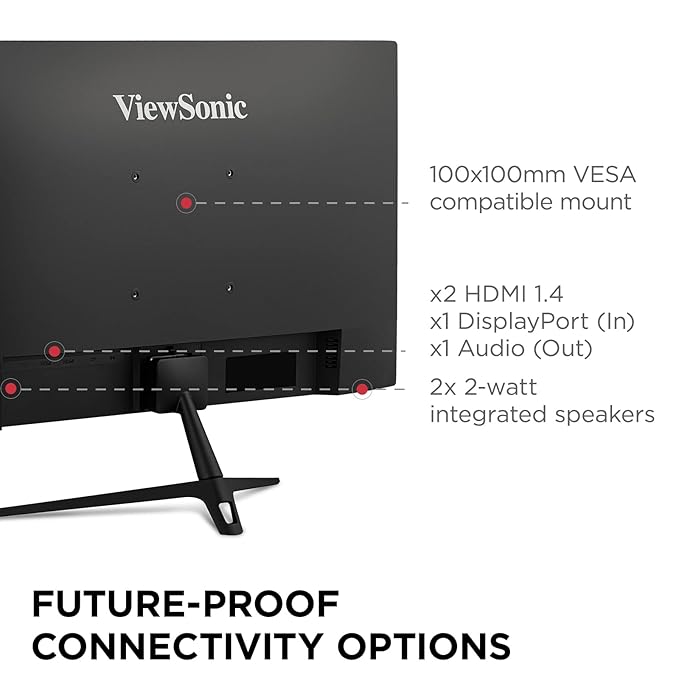 ViewSonic
100x100mm VESA
compatible mount
x2 HDMI 1.4
x1 DisplayPort (In)
x1 Audio (Out)
2x 2-watt
integrated speakers
FUTURE-PROOF
CONNECTIVITY OPTIONS